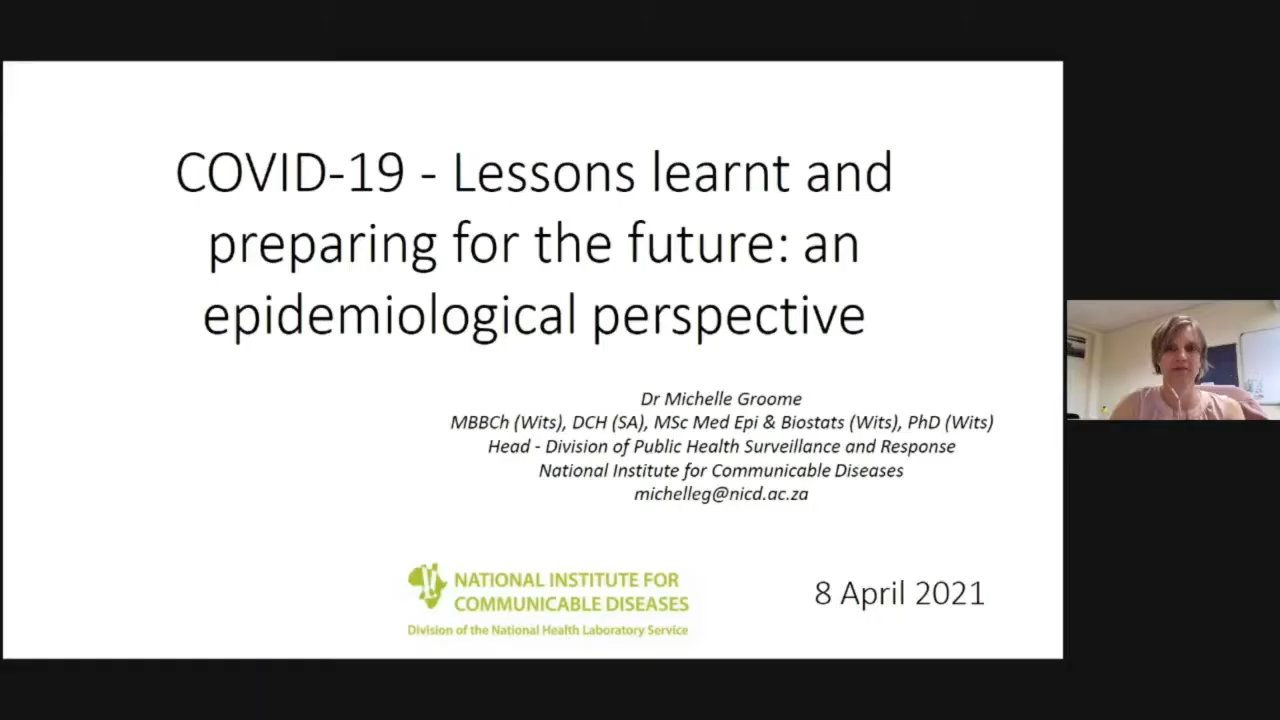 COVID-19 - Lessons learnt and
preparing for the future: an
epidemiological perspective
Dr Michelle Groome
MBBCh (Wits), DCH (SA), MSc Med Epi & Biostats (Wits), PhD (Wits)
Head - Division of Public Health Surveillance and Response
National Institute for Communicable Diseases
michelleg@nicd.ac.za
NATIONAL INSTITUTE FOR
COMMUNICABLE DISEASES
Division of the National Health Laboratory Service
8 April 2021